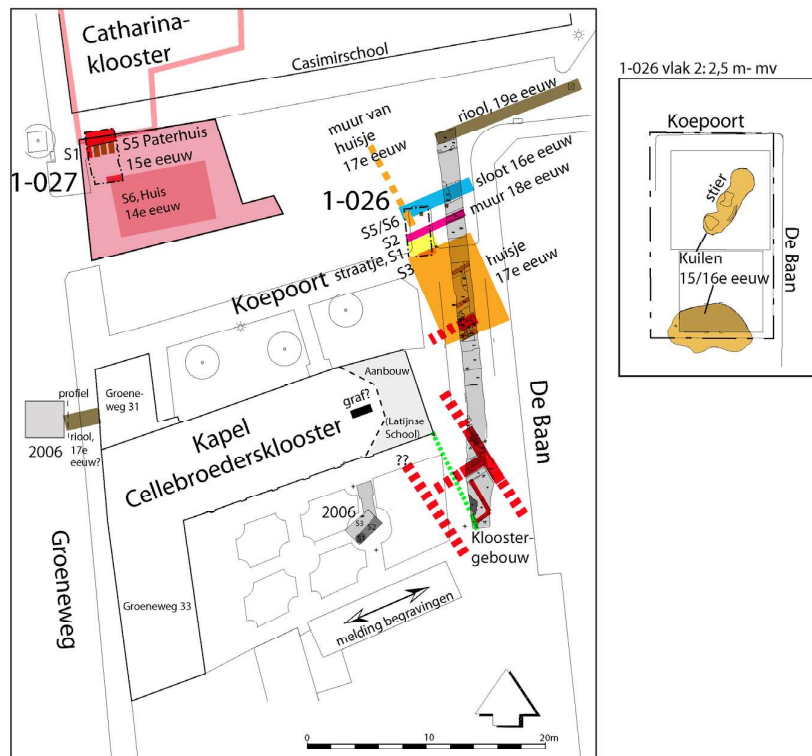 Catharina-
klooster
Casimirschool
S1
S5 Paterhuis
15e eeuw
1-027
S6, Huis
14e eeuw
muur van
huisje
17e eeuw
riool, 19e eeuw
1-026
sloot 16e eeuw
muur 18e eeuw
S5/S6
S2
straatje, S1
S3
Koepoort
huisje
17e eeuw
De Baan
profiel
Groene-
weg 31
2006
riool,
17e eeuw?
Aanbouw
graf?
(Latijnse
School)
Kapel
Cellebroedersklooster
??
2006
S3
S2
S1
Klooster-
gebouw
Groeneweg
Groeneweg 33
melding begravingen
0
10
20m
1-026 vlak 2: 2,5 m- mv
Koepoort
stier
Kuilen
15/16e eeuw
De Baan